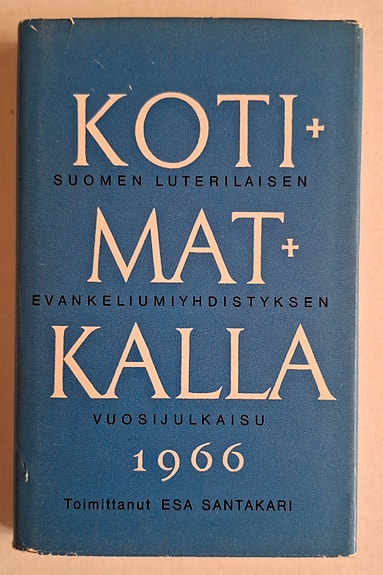 KOTI+
SUOMEN LUTERILAISEN
MAT+
EVANKELIUMIYHDISTYKSEN
KALLA
VUOSIJULKAISU
1966
Toimittanut ESA SANTAKARI